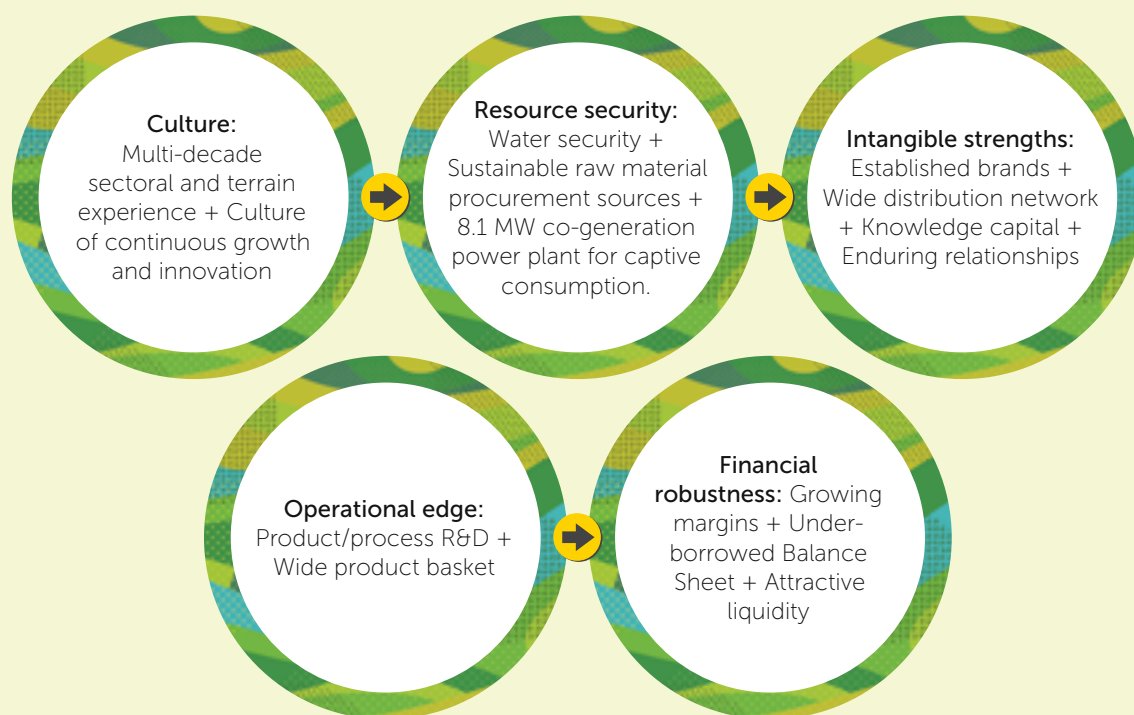 Culture:
Multi-decade
sectoral and terrain
experience + Culture
of continuous growth
and innovation
Resource security:
Water security +
Sustainable raw material
procurement sources +
8.1 MW co-generation
power plant for captive
consumption.
Intangible strengths:
Established brands +
Wide distribution network
+ Knowledge capital +
Enduring relationships
Operational edge:
Product/process R&D +
Wide product basket
Financial
robustness: Growing
margins + Under-
borrowed Balance
Sheet + Attractive
liquidity